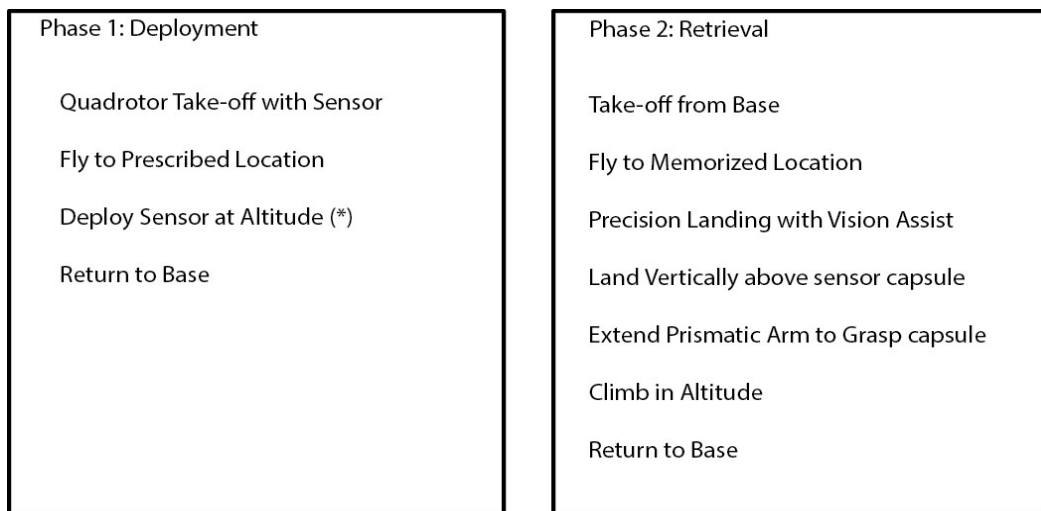 Phase 1: Deployment
Quadrotor Take-off with Sensor
Fly to Prescribed Location
Deploy Sensor at Altitude (*)
Return to Base
Phase 2: Retrieval
Take-off from Base
Fly to Memorized Location
Precision Landing with Vision Assist
Land Vertically above sensor capsule
Extend Prismatic Arm to Grasp capsule
Climb in Altitude
Return to Base